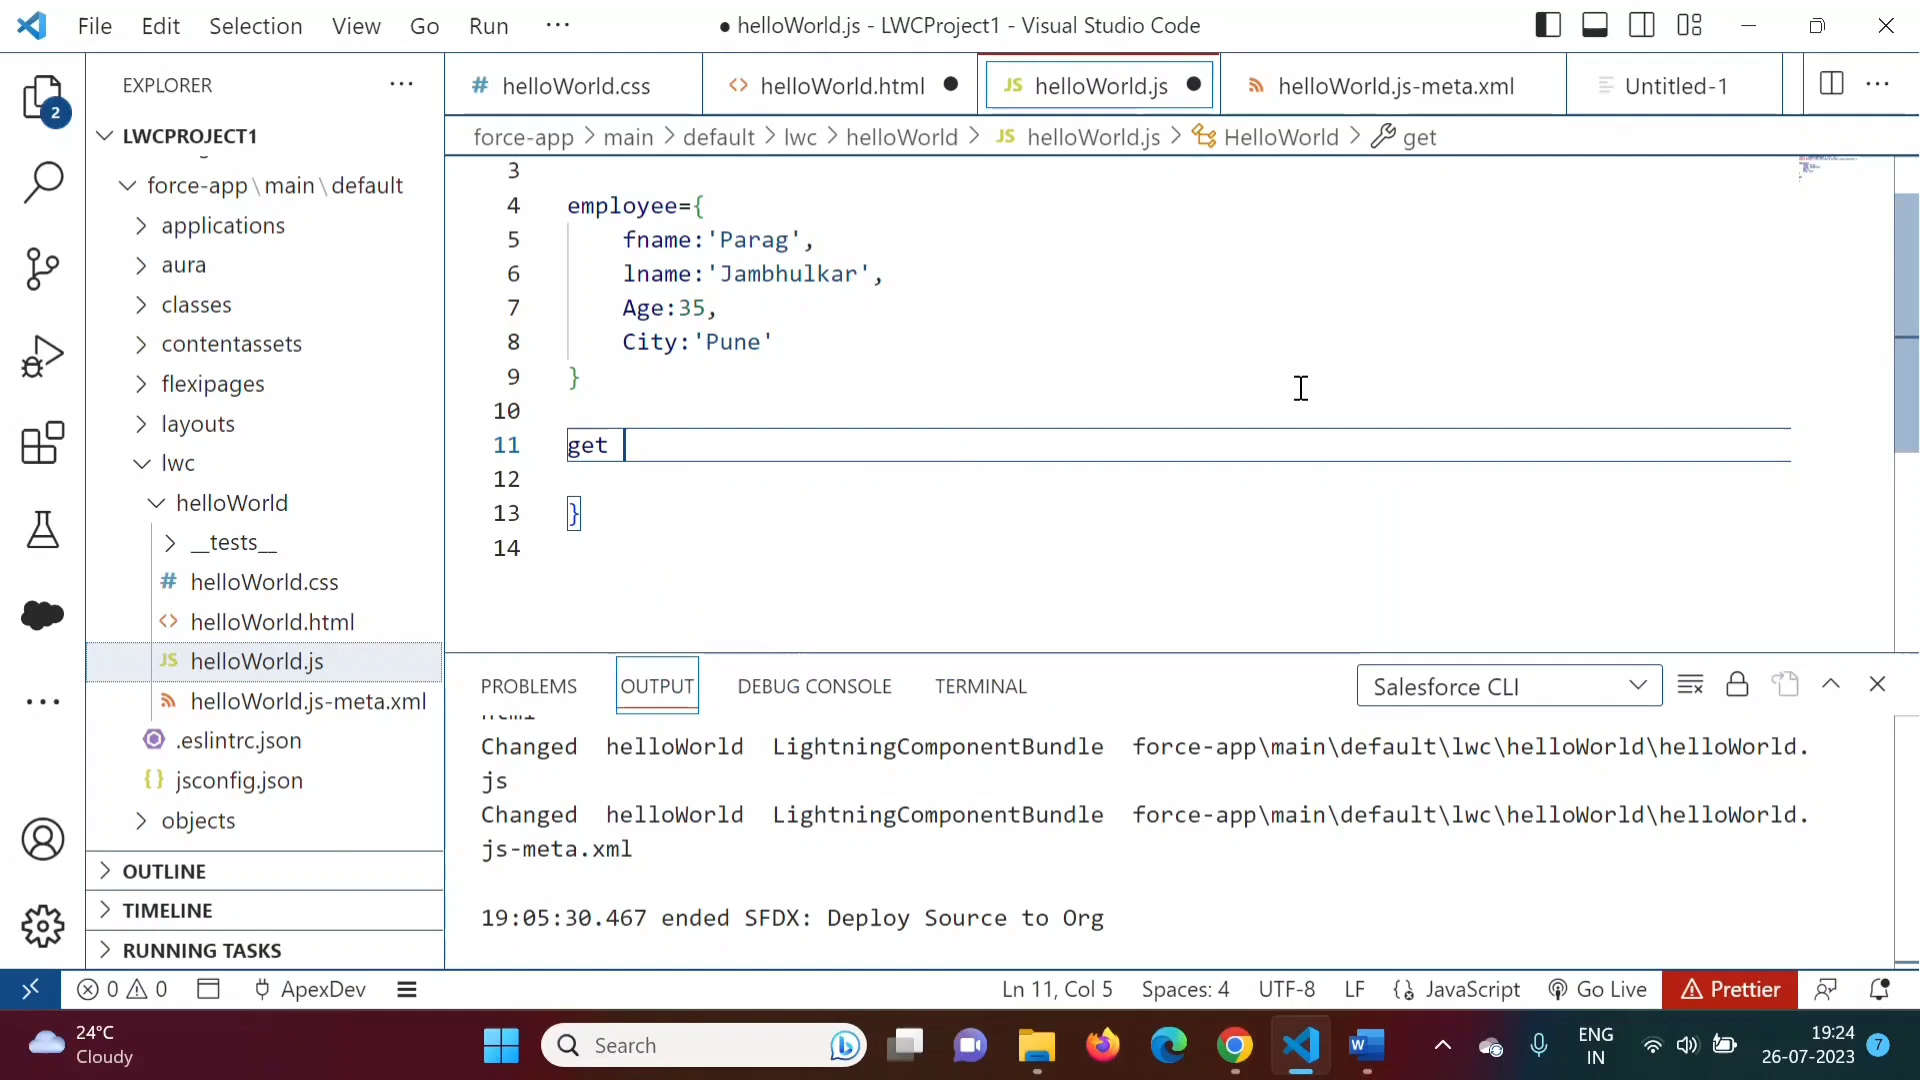 File Edit Selection View Go Run ···
● helloWorld.js - LWCProject1 - Visual Studio Code
EXPLORER
2
LWCPROJECT1
force-app\main\default
applications
aura
classes
contentassets
flexipages
layouts
lwc
helloWorld
__tests__
# helloWorld.css
<> helloWorld.html
JS helloWorld.js
helloWorld.js-meta.xml
.eslintrc.json
{} jsconfig.json
objects
OUTLINE
TIMELINE
RUNNING TASKS
# helloWorld.css <> helloWorld.html ● JS helloWorld.js ● helloWorld.js-meta.xml Untitled-1
force-app > main > default > lwc > helloWorld > JS helloWorld.js > HelloWorld > get
3
4 employee={
5 fname:'Parag',
6 lname:'Jambhulkar',
7 Age:35,
8 City:'Pune'
9 }
10
11 get
12
13 }
14
PROBLEMS OUTPUT DEBUG CONSOLE TERMINAL Salesforce CLI
html
Changed helloWorld LightningComponentBundle force-app\main\default\lwc\helloWorld\helloWorld.
js
Changed helloWorld LightningComponentBundle force-app\main\default\lwc\helloWorld\helloWorld.
js-meta.xml
19:05:30.467 ended SFDX: Deploy Source to Org
0 0 ApexDev Ln 11, Col 5 Spaces: 4 UTF-8 LF JavaScript Go Live Prettier
24°C
Cloudy
Search
ENG
IN
19:24
26-07-2023
7